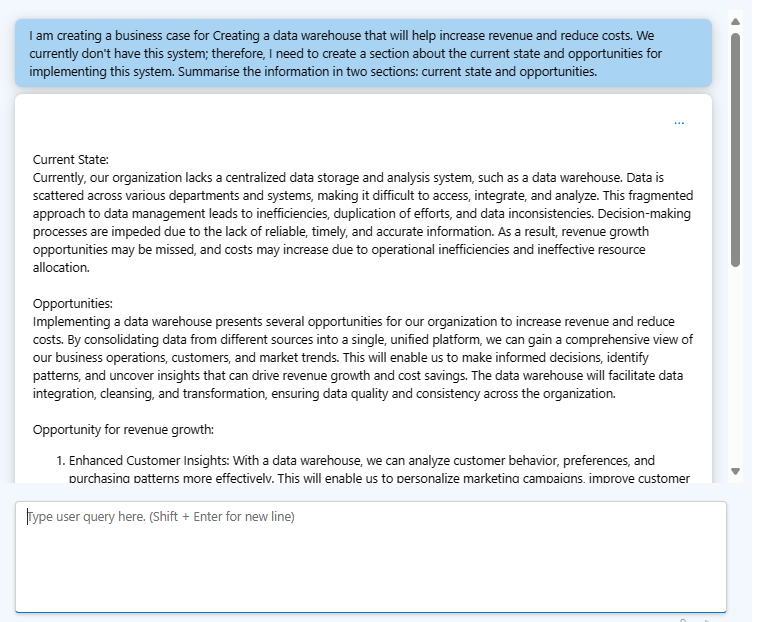 I am creating a business case for Creating a data warehouse that will help increase revenue and reduce costs. We
currently don't have this system; therefore, I need to create a section about the current state and opportunities for
implementing this system. Summarise the information in two sections: current state and opportunities.
...
Current State:
Currently, our organization lacks a centralized data storage and analysis system, such as a data warehouse. Data is
scattered across various departments and systems, making it difficult to access, integrate, and analyze. This fragmented
approach to data management leads to inefficiencies, duplication of efforts, and data inconsistencies. Decision-making
processes are impeded due to the lack of reliable, timely, and accurate information. As a result, revenue growth
opportunities may be missed, and costs may increase due to operational inefficiencies and ineffective resource
allocation.
Opportunities:
Implementing a data warehouse presents several opportunities for our organization to increase revenue and reduce
costs. By consolidating data from different sources into a single, unified platform, we can gain a comprehensive view of
our business operations, customers, and market trends. This will enable us to make informed decisions, identify
patterns, and uncover insights that can drive revenue growth and cost savings. The data warehouse will facilitate data
integration, cleansing, and transformation, ensuring data quality and consistency across the organization.
Opportunity for revenue growth:
1. Enhanced Customer Insights: With a data warehouse, we can analyze customer behavior, preferences, and
purchasing patterns more effectively. This will enable us to personalize marketing campaigns, improve customer
Type user query here. (Shift + Enter for new line)